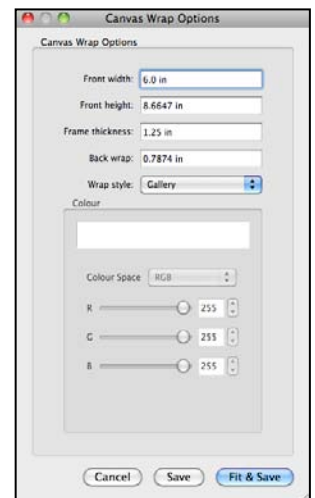 Canvas Wrap Options
Canvas Wrap Options
Front width: 6.0 in
Front height: 8.6647 in
Frame thickness: 1.25 in
Back wrap: 0.7874 in
Wrap style: Gallery
Colour
Colour Space RGB
R 255
G 255
B 255
Cancel Save Fit & Save